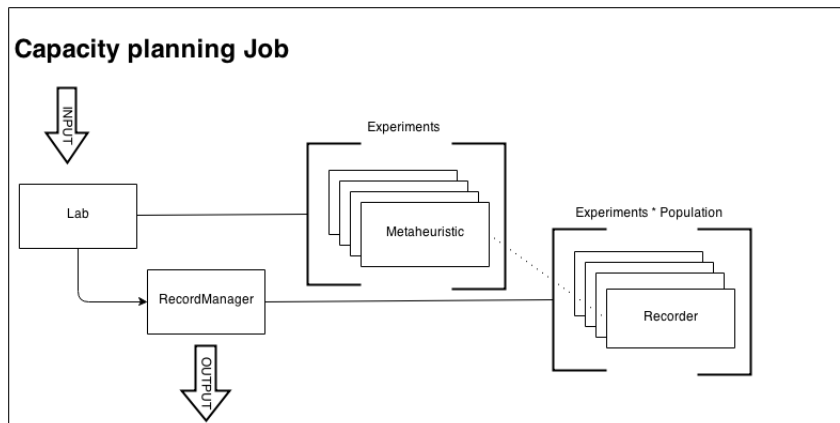 Capacity planning Job
INPUT
Experiments
Lab
Metaheuristic
Experiments * Population
RecordManager
Recorder
OUTPUT